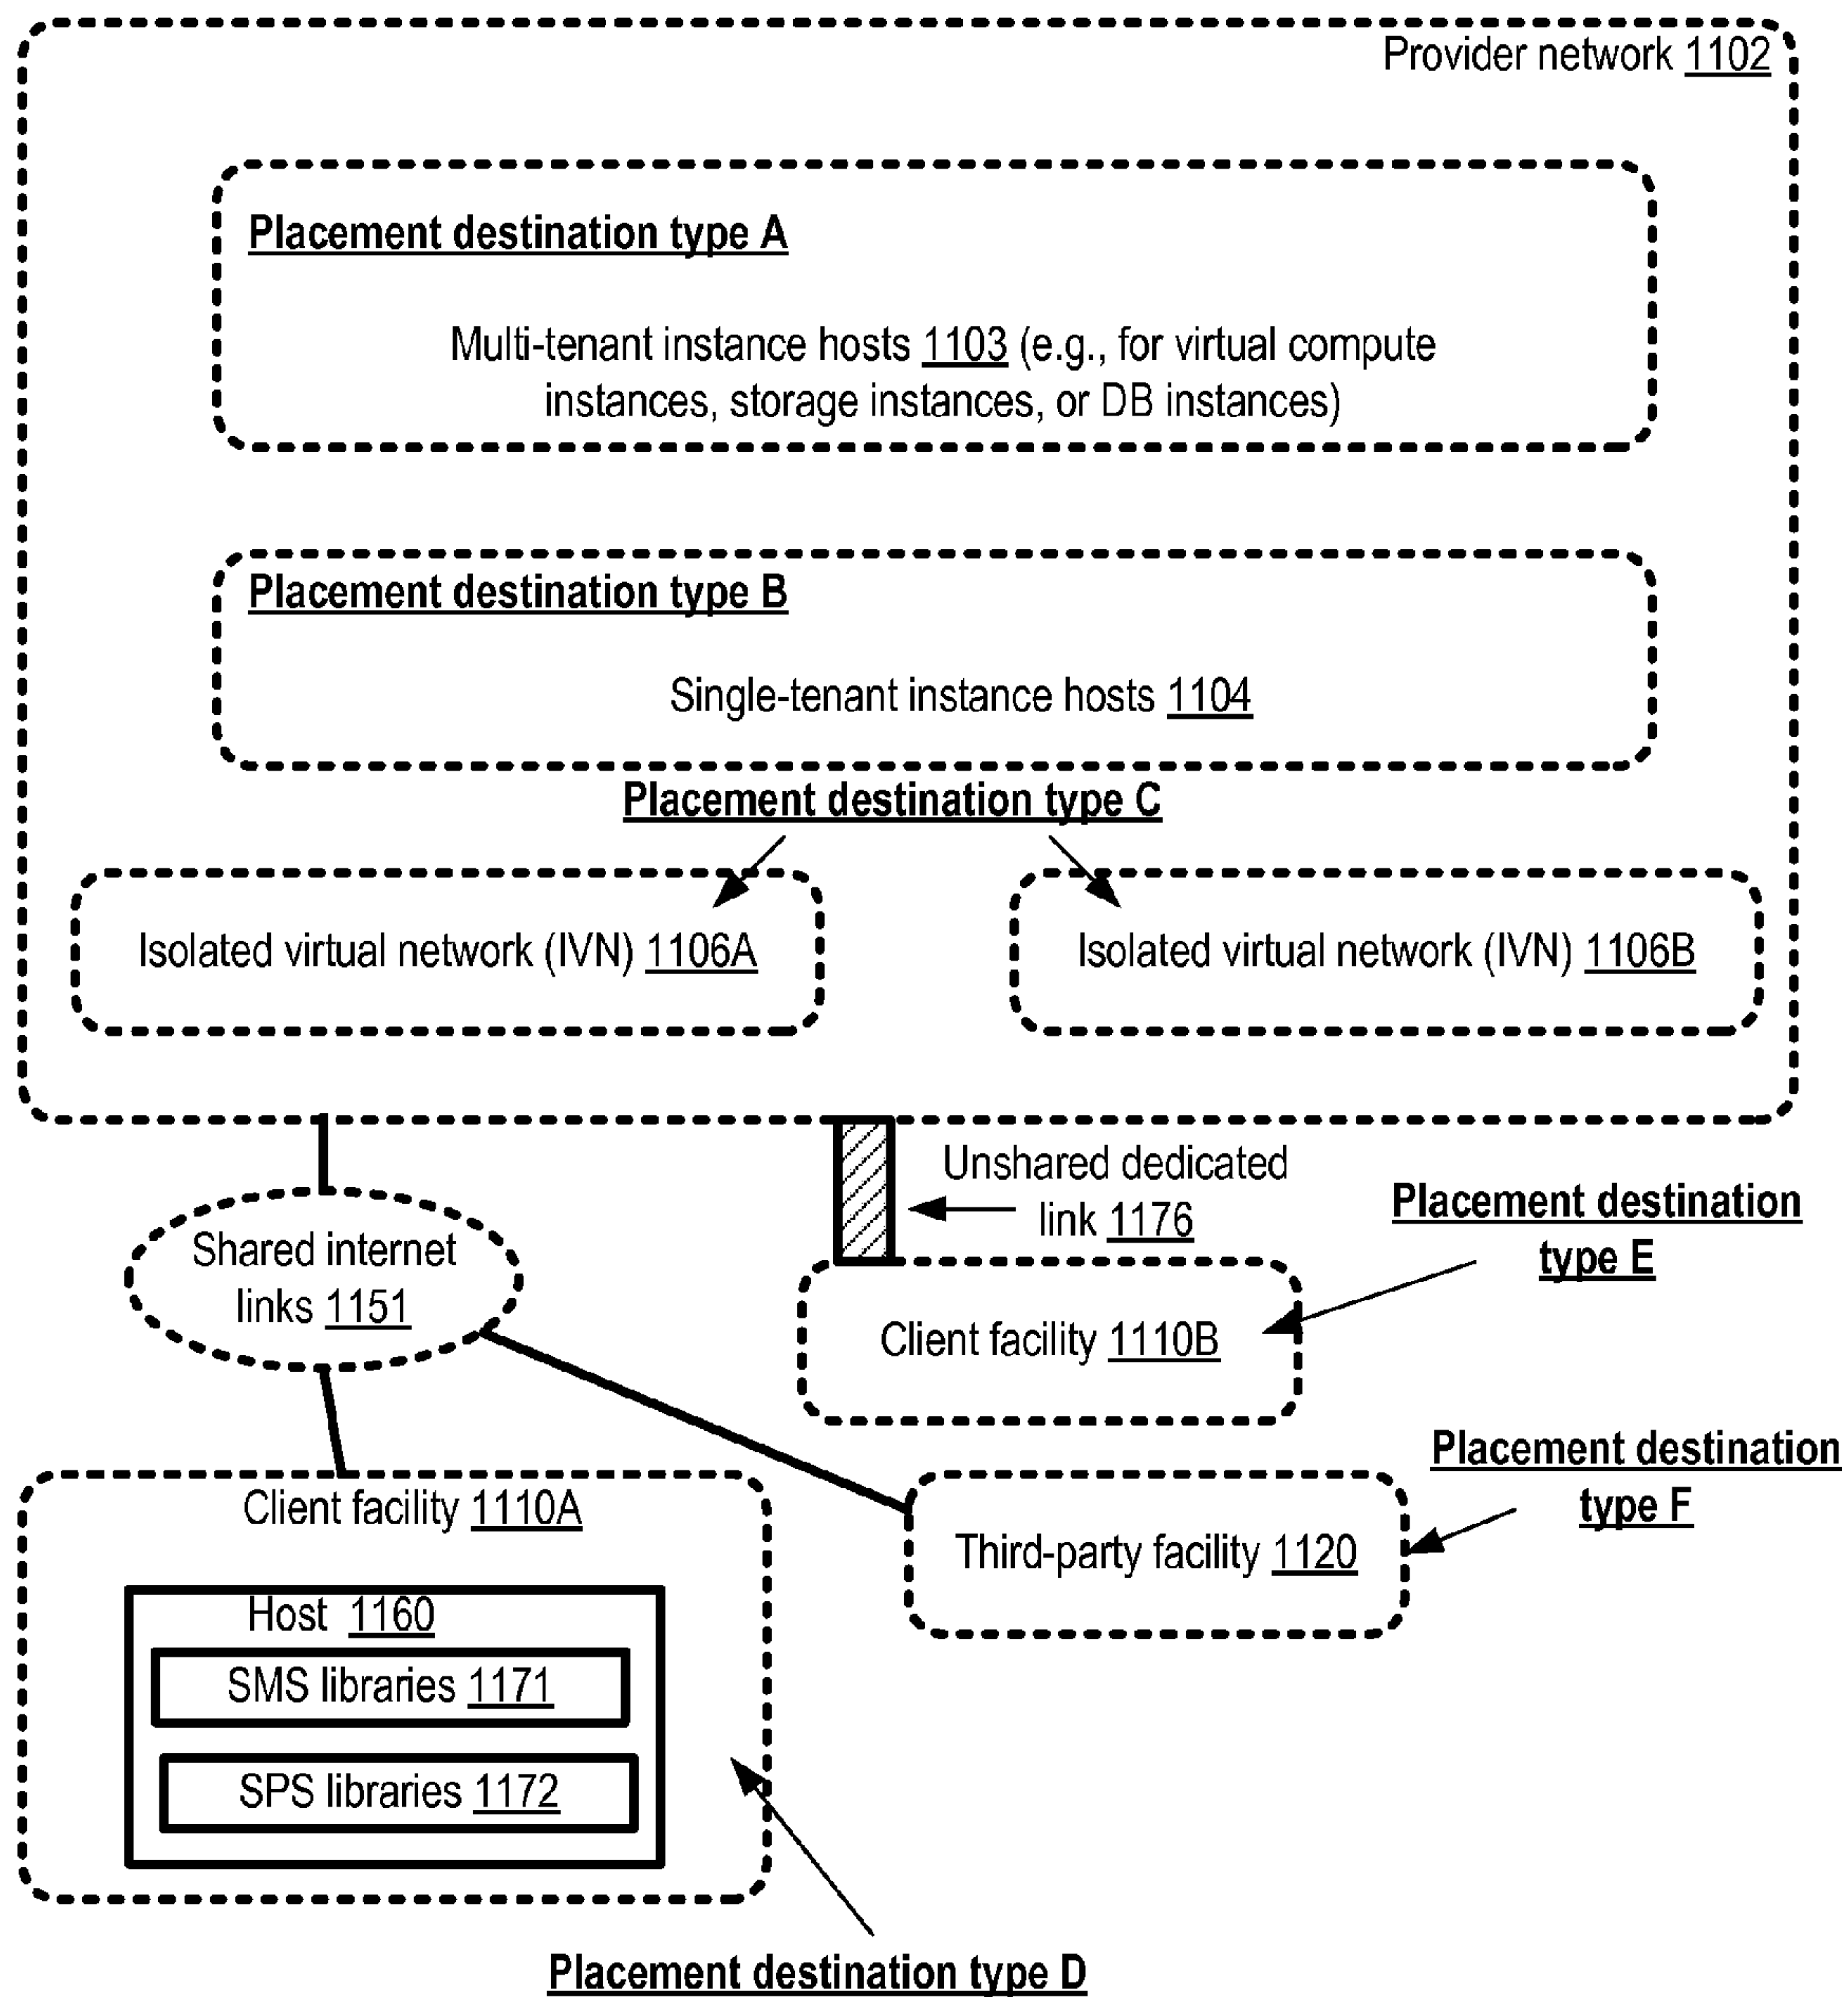 Provider network 1102
Placement destination type A
Multi-tenant instance hosts 1103 (e.g., for virtual compute
instances, storage instances, or DB instances)
Placement destination type B
Single-tenant instance hosts 1104
Placement destination type C
Isolated virtual network (IVN) 1106A
Isolated virtual network (IVN) 1106B
Unshared dedicated
link 1176
Placement destination
type E
Shared internet
links 1151
Client facility 1110B
Placement destination
type F
Client facility 1110A
Third-party facility 1120
Host 1160
SMS libraries 1171
SPS libraries 1172
Placement destination type D